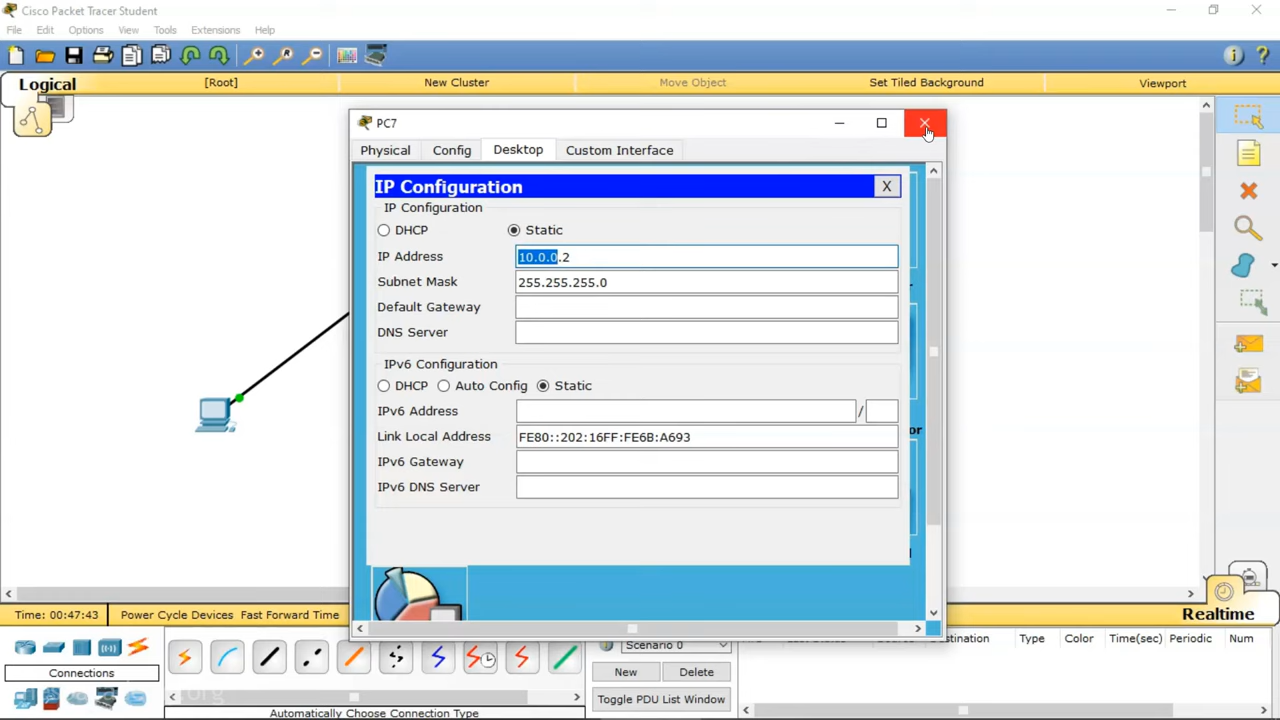 Cisco Packet Tracer Student
File Edit Options View Tools Extensions Help
Logical [Root] New Cluster Move Object Set Tiled Background Viewport
PC7
Physical Config Desktop Custom Interface
IP Configuration X
IP Configuration
DHCP Static
IP Address 10.0.0.2
Subnet Mask 255.255.255.0
Default Gateway
DNS Server
IPv6 Configuration
DHCP Auto Config Static
IPv6 Address /
Link Local Address FE80::202:16FF:FE6B:A693
IPv6 Gateway
IPv6 DNS Server
Time: 00:47:43 Power Cycle Devices Fast Forward Time Realtime
Scenario 0 Type Color Time(sec) Periodic Num
Connections New Delete
Toggle PDU List Window
Automatically Choose Connection Type